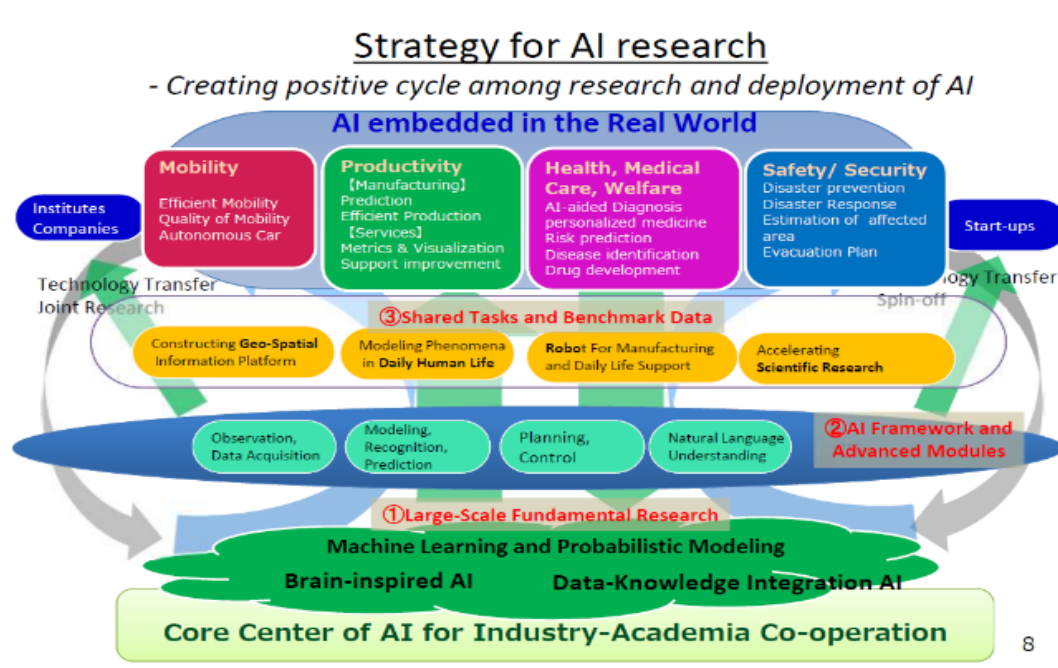 Strategy for AI research
- Creating positive cycle among research and deployment of AI
AI embedded in the Real World
Mobility
Efficient Mobility
Quality of Mobility
Autonomous Car
Productivity
【Manufacturing】
Prediction
Efficient Production
【Services】
Metrics & Visualization
Support improvement
Health, Medical
Care, Welfare
AI-aided Diagnosis
personalized medicine
Risk prediction
Disease identification
Drug development
Safety/ Security
Disaster prevention
Disaster Response
Estimation of affected
area
Evacuation Plan
Institutes
Companies
Start-ups
Technology Transfer
Joint Research
Transfer
Spin-off
③Shared Tasks and Benchmark Data
Constructing Geo-Spatial
Information Platform
Modeling Phenomena
in Daily Human Life
Robot For Manufacturing
and Daily Life Support
Accelerating
Scientific Research
Observation,
Data Acquisition
Modeling,
Recognition,
Prediction
Planning,
Control
Natural Language
Understanding
②AI Framework and
Advanced Modules
①Large-Scale Fundamental Research
Machine Learning and Probabilistic Modeling
Brain-inspired AI
Data-Knowledge Integration AI
Core Center of AI for Industry-Academia Co-operation
8